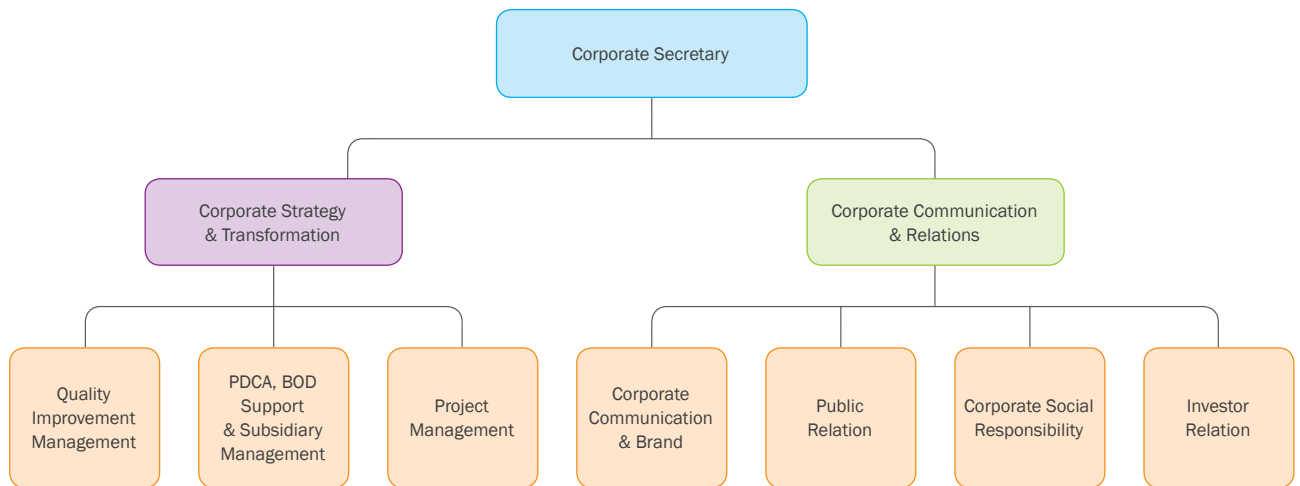 Corporate Secretary
Corporate Strategy
& Transformation
Corporate Communication
& Relations
Quality
Improvement
Management
PDCA, BOD
Support
& Subsidiary
Management
Project
Management
Corporate
Communication
& Brand
Public
Relation
Corporate Social
Responsibility
Investor
Relation